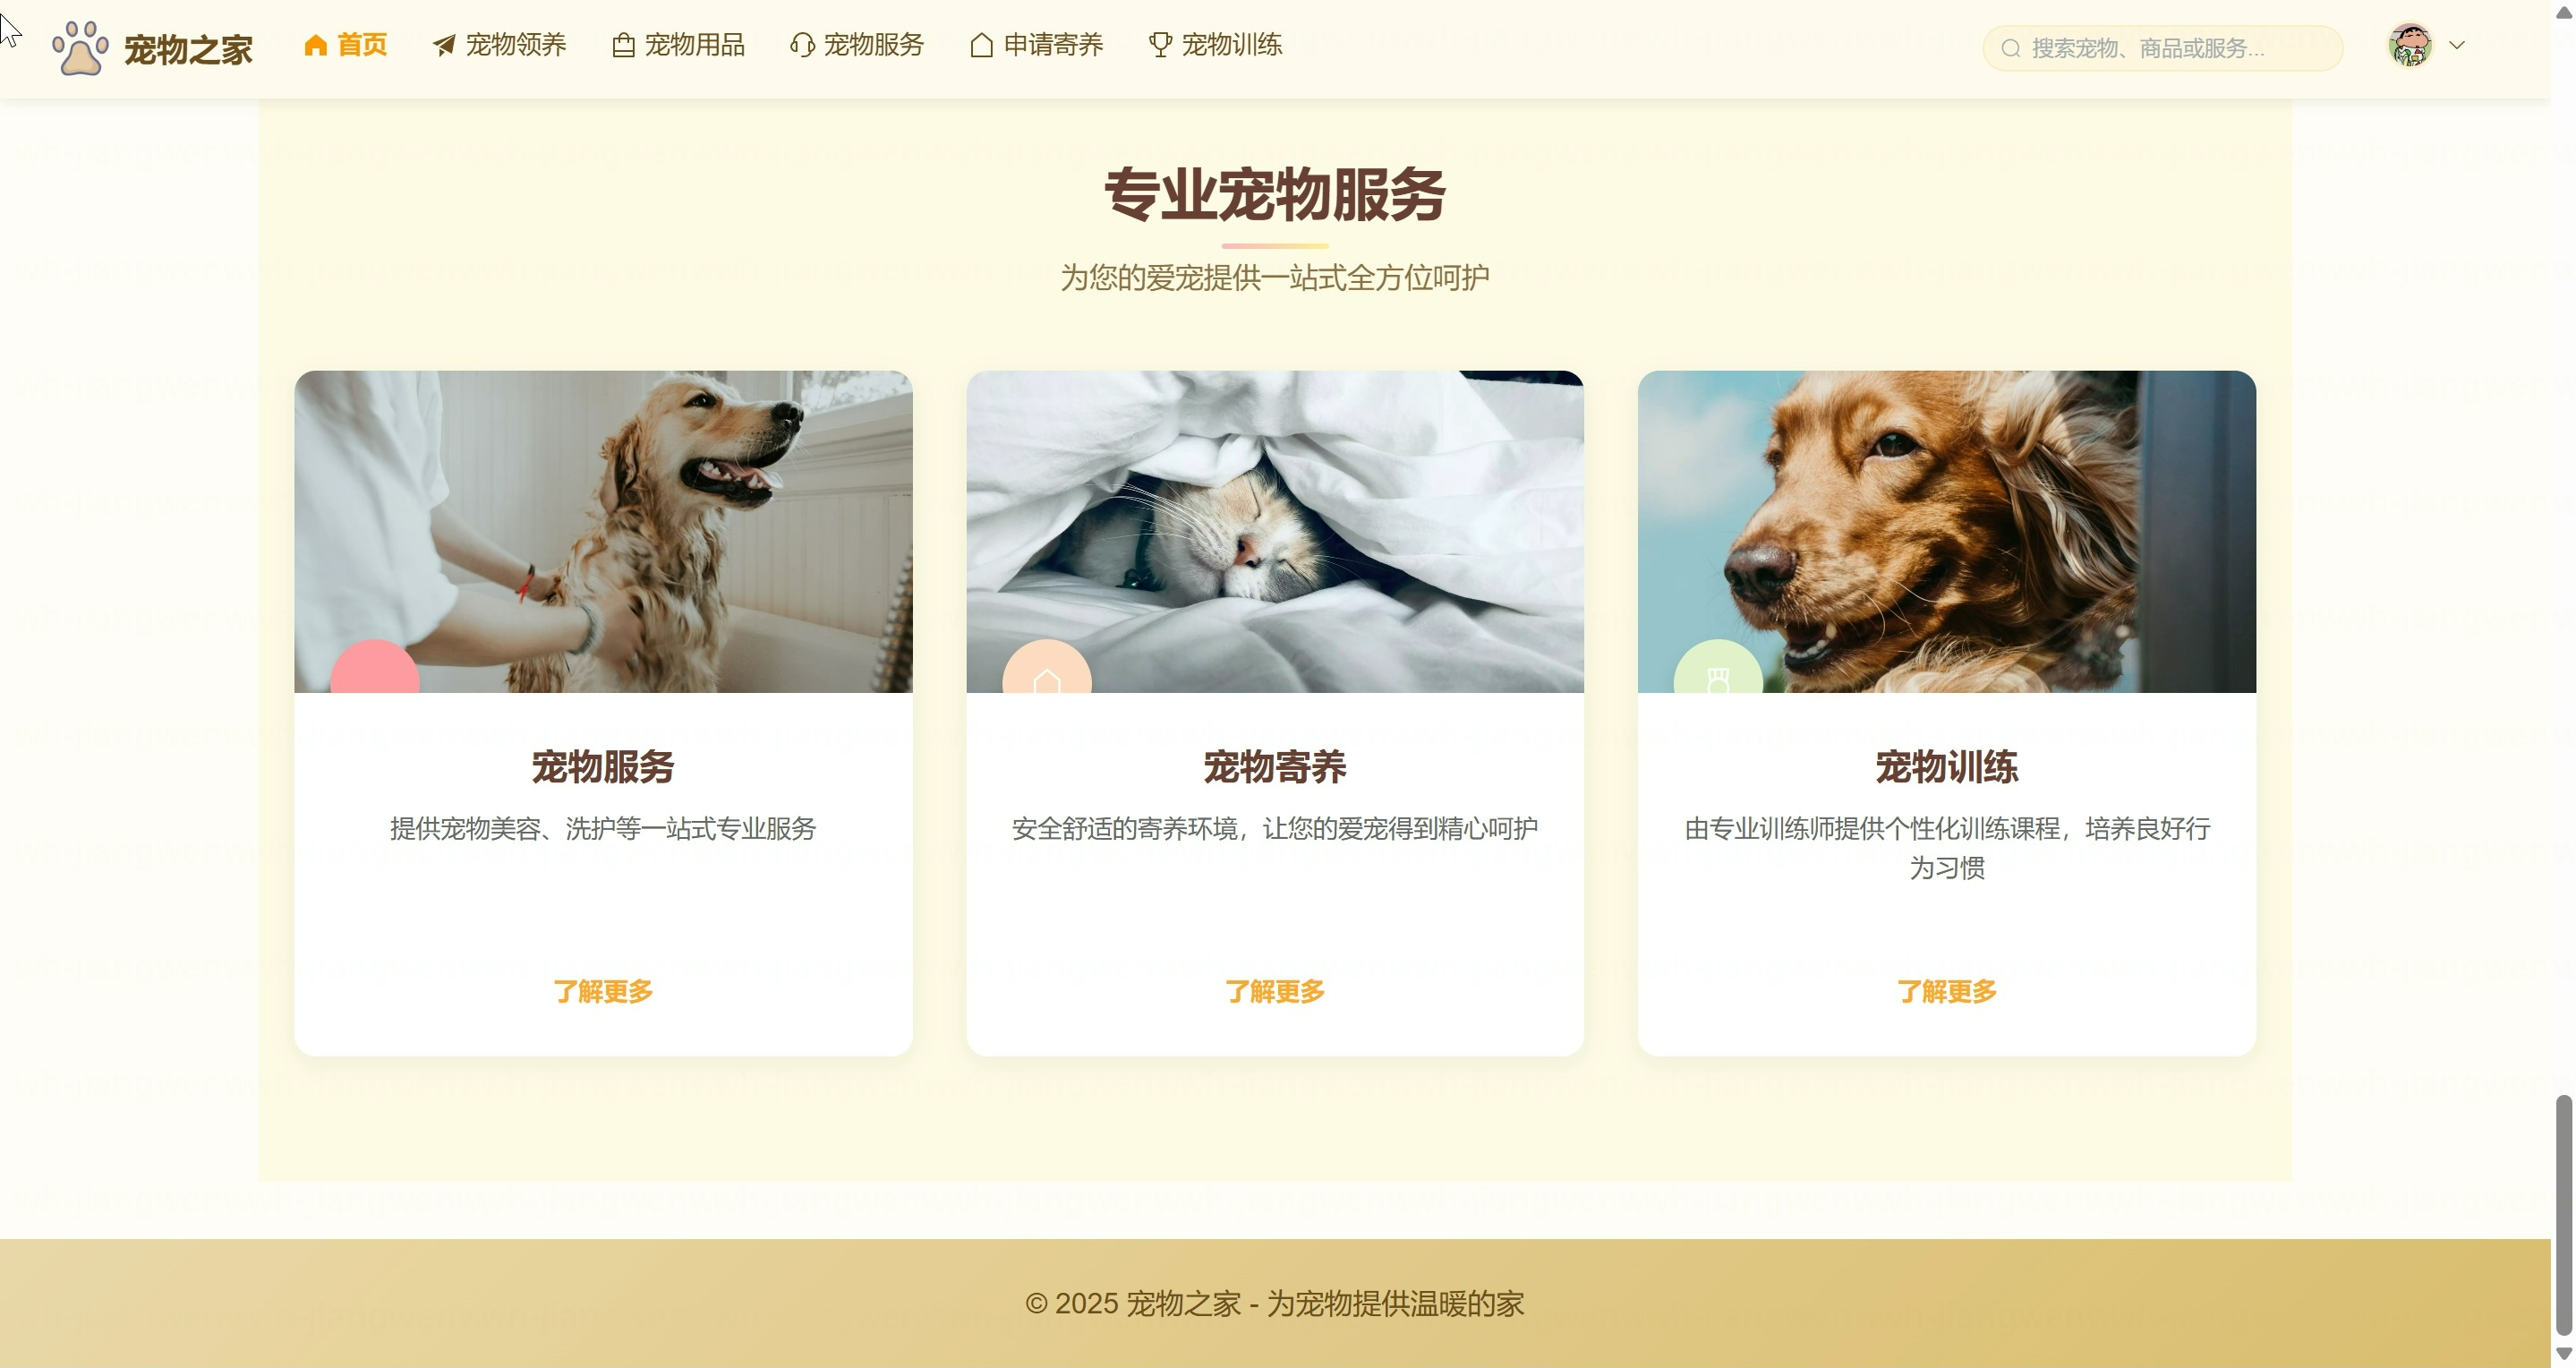 宠物之家
首页
宠物领养
宠物用品
宠物服务
申请寄养
宠物训练
搜索宠物、商品或服务...
专业宠物服务
为您的爱宠提供一站式全方位呵护
宠物服务
提供宠物美容、洗护等一站式专业服务
了解更多
宠物寄养
安全舒适的寄养环境，让您的爱宠得到精心呵护
了解更多
宠物训练
由专业训练师提供个性化训练课程，培养良好行
为习惯
了解更多
© 2025 宠物之家 - 为宠物提供温暖的家